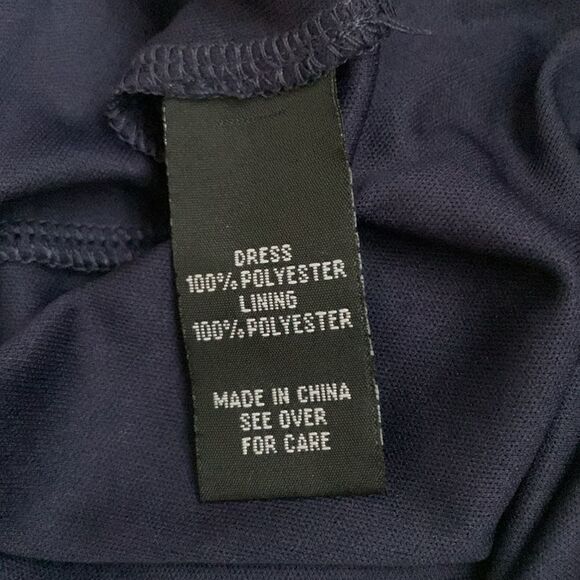 DRESS
100% POLYESTER
LINING
100% POLYESTER
MADE IN CHINA
SEE OVER
FOR CARE